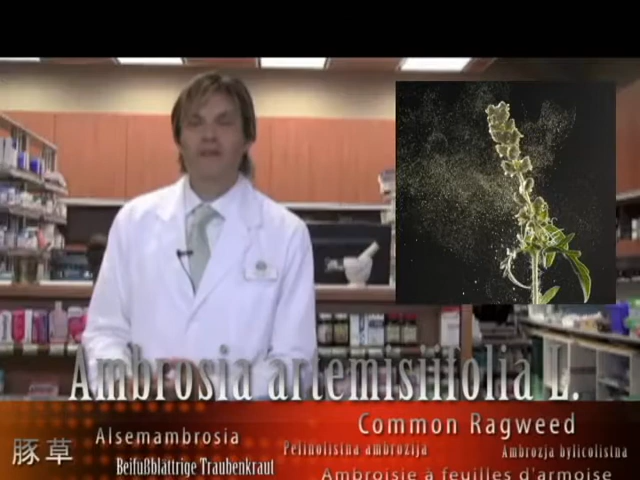 Ambrosia artemisiifolia L.
Common Ragweed
豚草
Alsemambrosia
Pelinolistna ambrozija
Ambrozja bylicolistna
Beifußblättrige Traubenkraut
Ambroisie à feuilles d'armoise